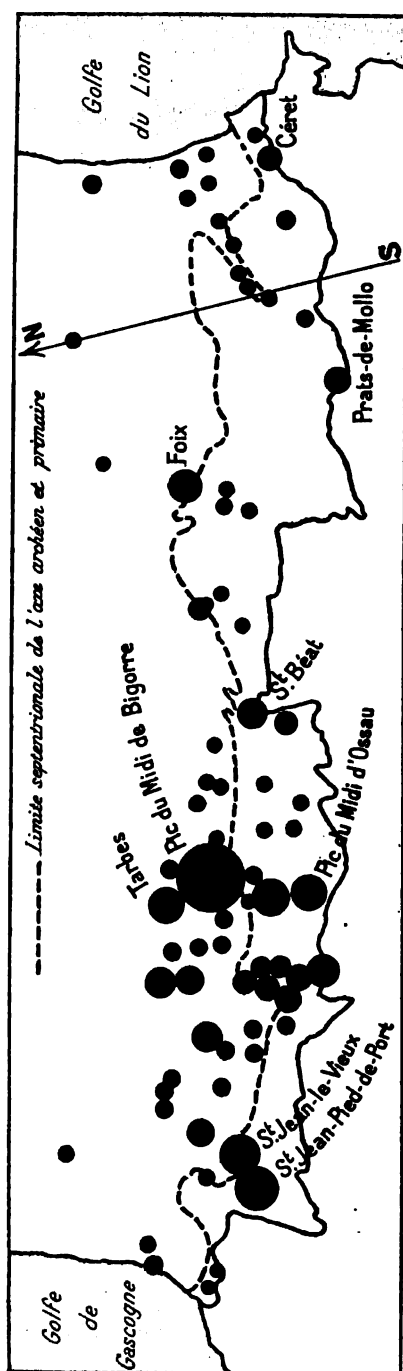 Golfe
du Lion
Céret
N
S
Prats-de-Mollo
Limite septentrionale de l'axe archéen et primaire
Foix
St. Béat
Pic du Midi de Bigorre
Tarbes
Pic du Midi d'Ossau
St. Jean-le-Vieux
St. Jean-Pied-de-Port
Golfe
de
Gascogne